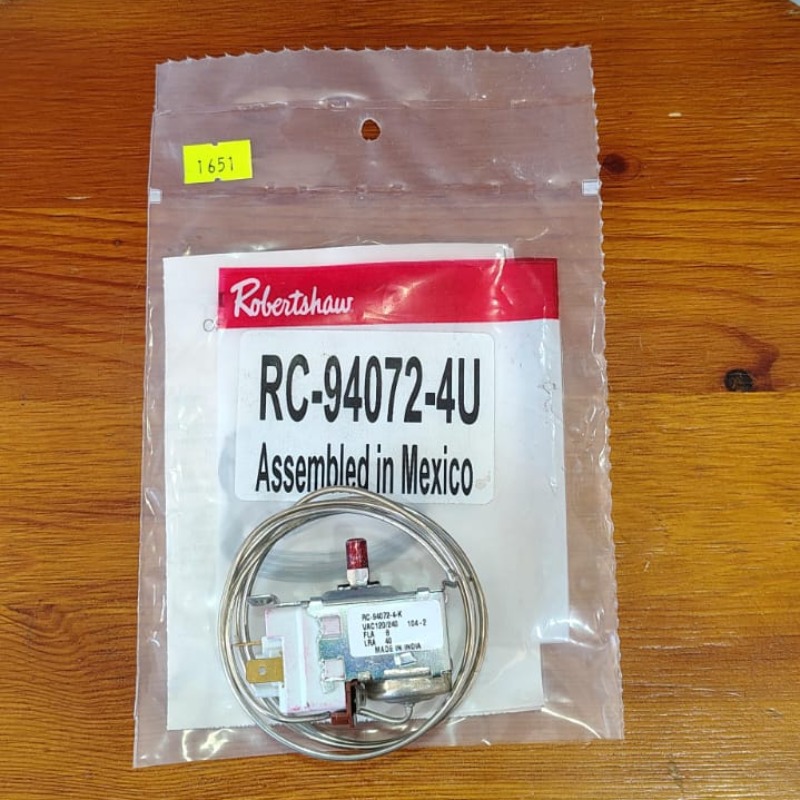 1651
Robertshaw
RC-94072-4U
Assembled in Mexico
RC-94072-4-K
VAC120/240 104-2
FLA 8
LRA 40
MADE IN INDIA